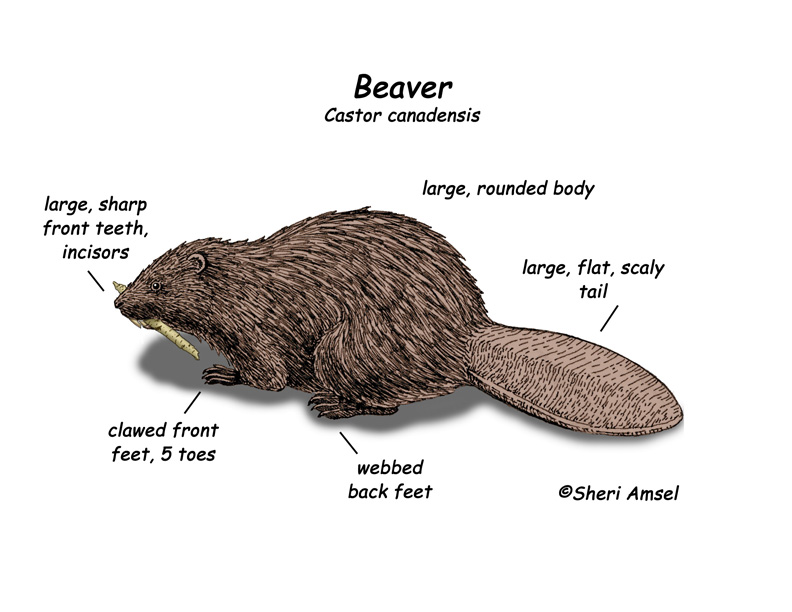 Beaver
Castor canadensis
large, rounded body
large, sharp
front teeth,
incisors
large, flat, scaly
tail
clawed front
feet, 5 toes
webbed
back feet
©Sheri Amsel